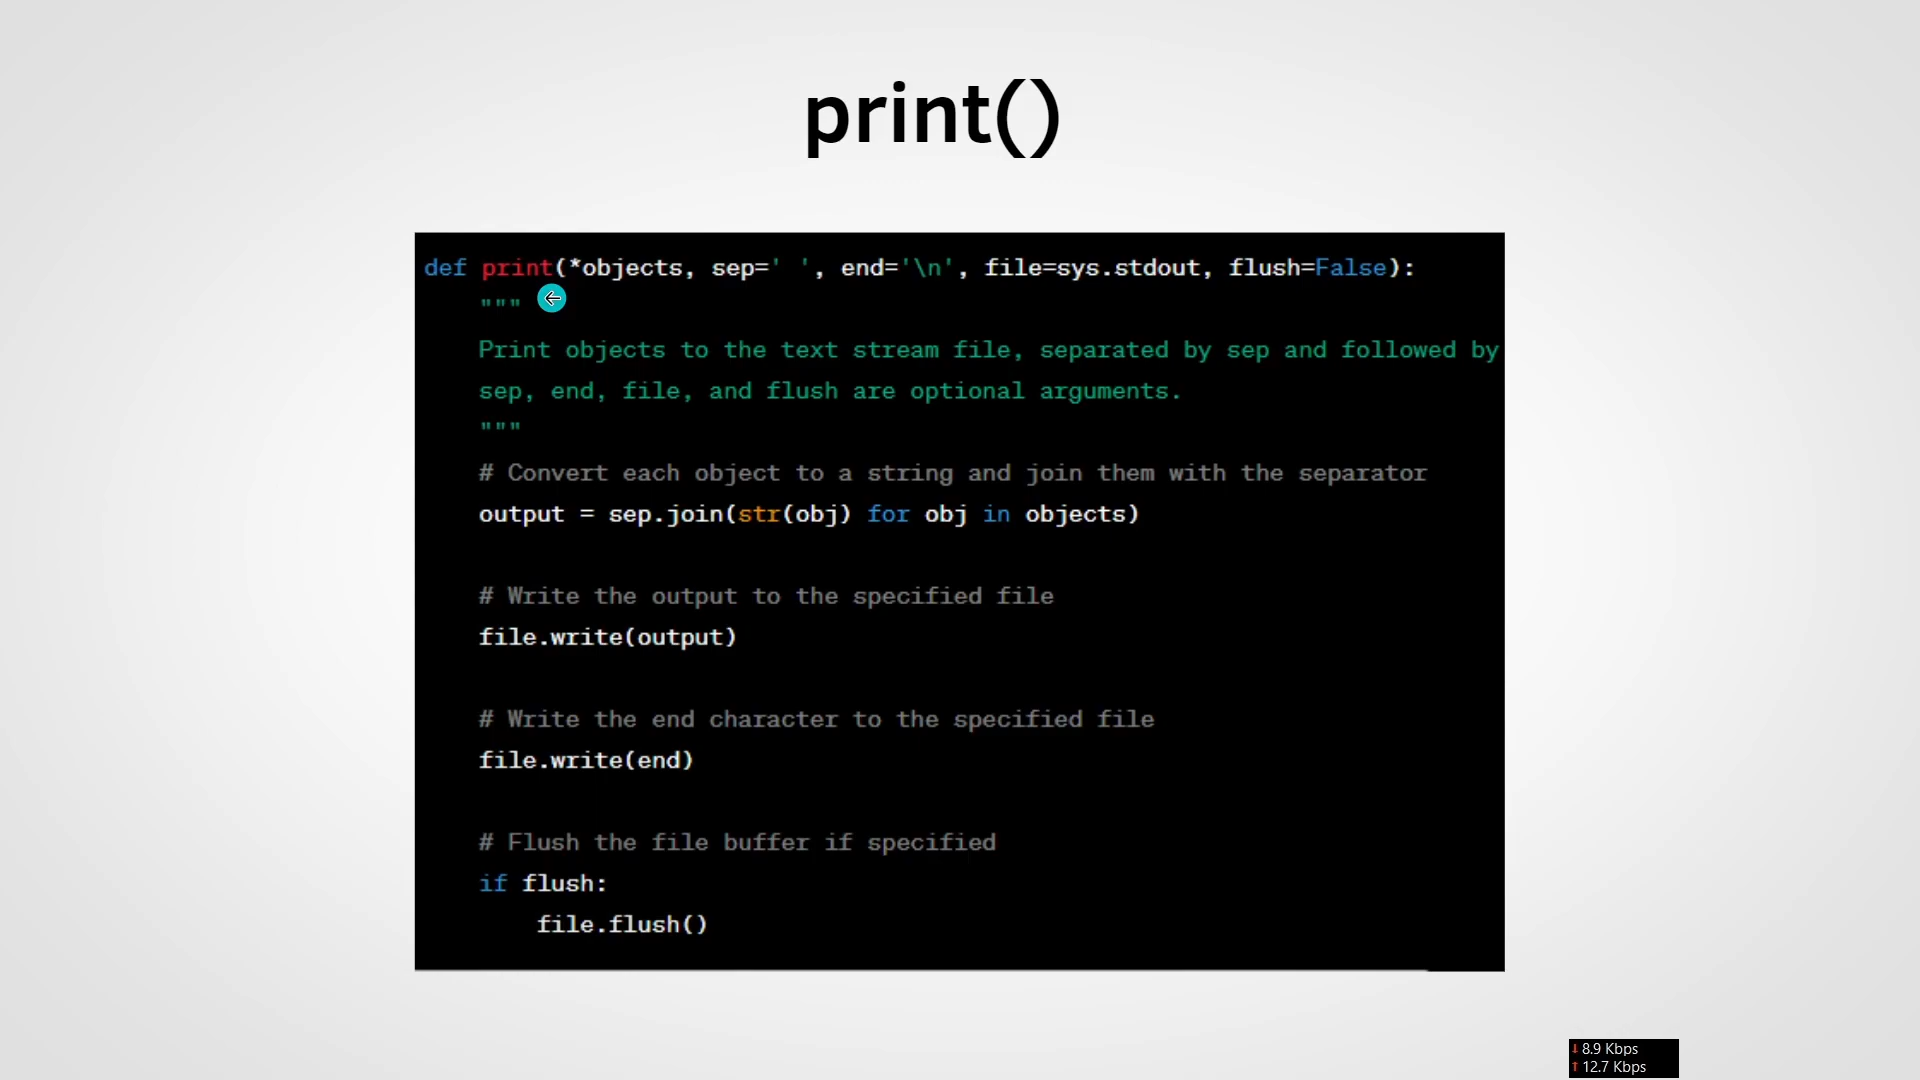 print()
def print(*objects, sep=' ', end='\n', file=sys.stdout, flush=False):
"""
Print objects to the text stream file, separated by sep and followed by
sep, end, file, and flush are optional arguments.
"""
# Convert each object to a string and join them with the separator
output = sep.join(str(obj) for obj in objects)
# Write the output to the specified file
file.write(output)
# Write the end character to the specified file
file.write(end)
# Flush the file buffer if specified
if flush:
file.flush()
↓ 8.9 Kbps
↑ 12.7 Kbps